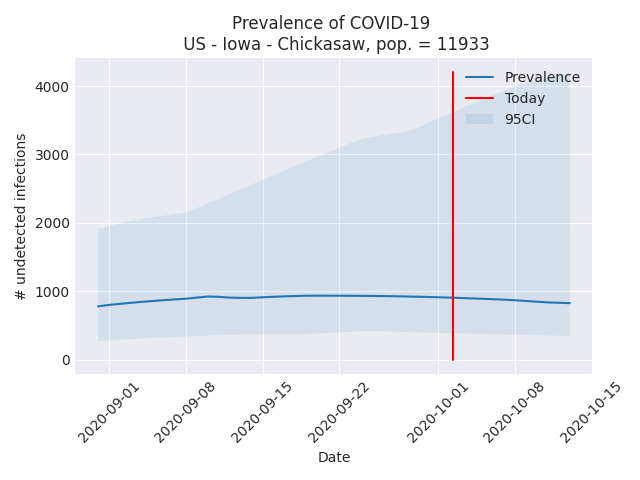 Prevalence of COVID-19
US - Iowa - Chickasaw, pop. = 11933
Prevalence
Today
95CI
4000
3000
2000
1000
0
# undetected infections
2020-09-01
2020-09-08
2020-09-15
2020-09-22
2020-10-01
2020-10-08
2020-10-15
Date